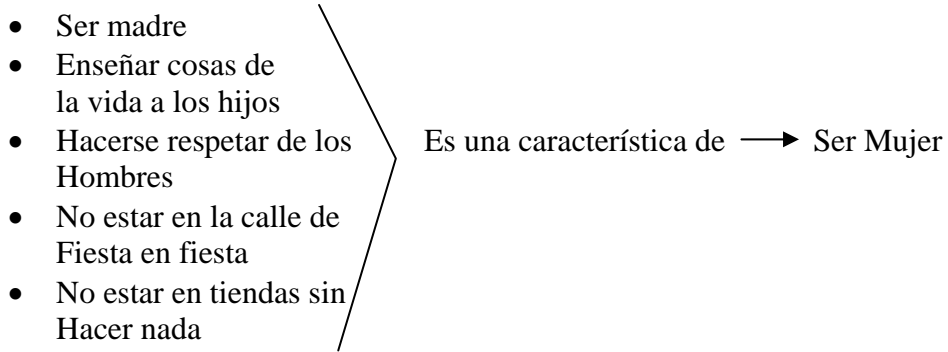 • Ser madre
• Enseñar cosas de
la vida a los hijos
• Hacerse respetar de los
Hombres
• No estar en la calle de
Fiesta en fiesta
• No estar en tiendas sin
Hacer nada
Es una característica de → Ser Mujer